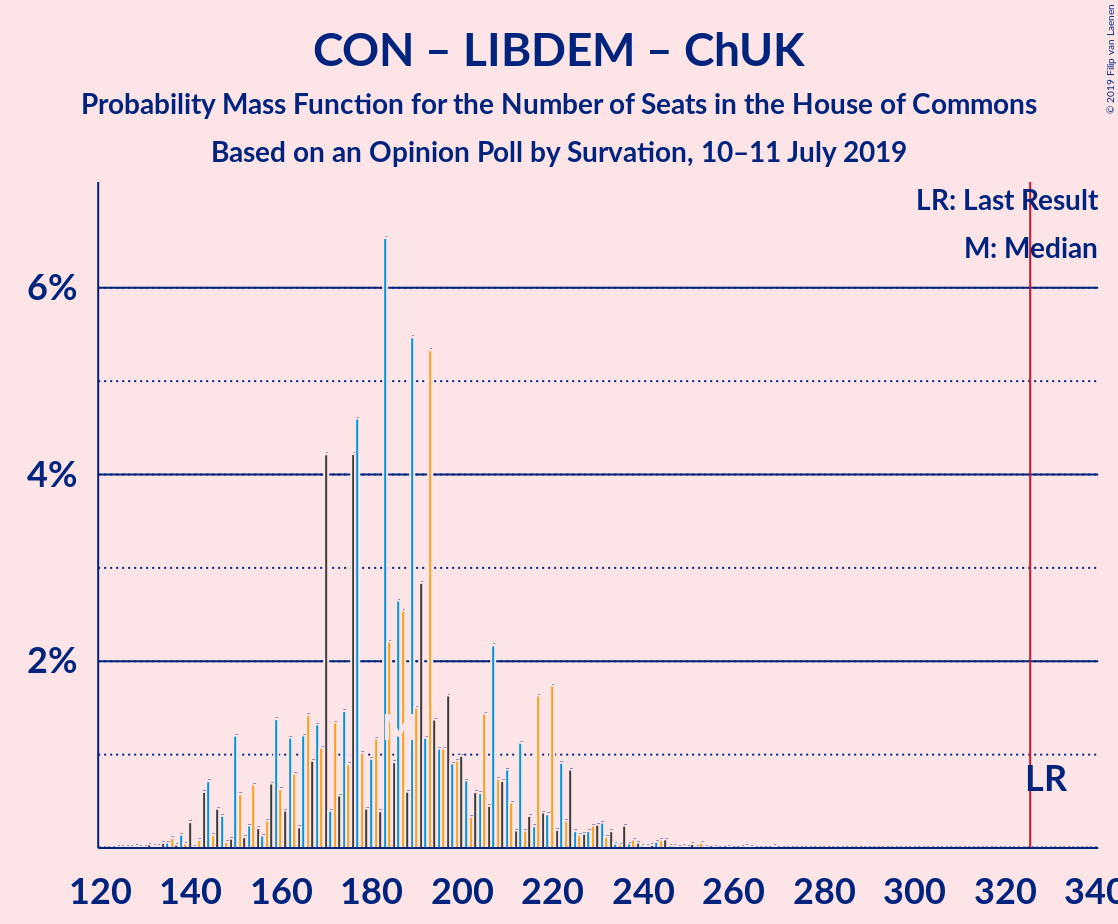 CON – LIBDEM – ChUK
Probability Mass Function for the Number of Seats in the House of Commons
Based on an Opinion Poll by Survation, 10–11 July 2019
© 2019 Filip van Laenen
LR: Last Result
M: Median
6%
4%
2%
M
LR
120 140 160 180 200 220 240 260 280 300 320 340